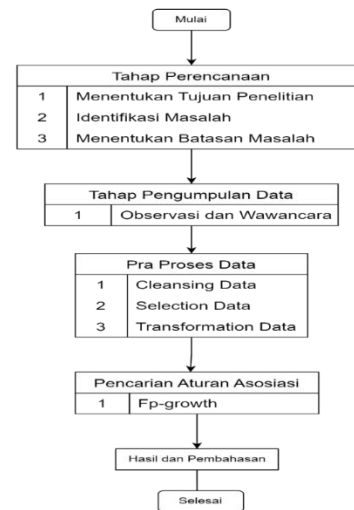 Mulai
Tahap Perencanaan
1 Menentukan Tujuan Penelitian
2 Identifikasi Masalah
3 Menentukan Batasan Masalah
Tahap Pengumpulan Data
1 Observasi dan Wawancara
Pra Proses Data
1 Cleansing Data
2 Selection Data
3 Transformation Data
Pencarian Aturan Asosiasi
1 Fp-growth
Hasil dan Pembahasan
Selesai